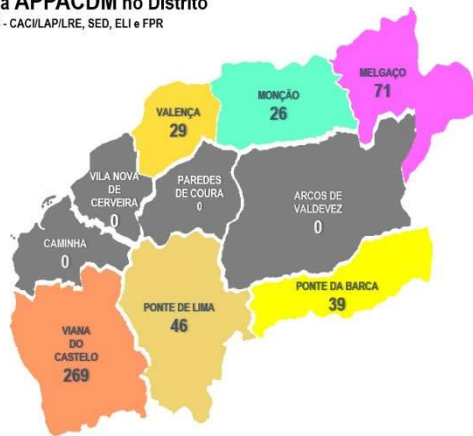 a APPACDM no Distrito
- CACI/LAP/LRE, SED, ELI e FPR
MELGAÇO
71
MONÇÃO
26
VALENÇA
29
VILA NOVA
DE
CERVEIRA
0
PAREDES
DE COURA
0
ARCOS DE
VALDEVEZ
0
CAMINHA
0
PONTE DA BARCA
39
PONTE DE LIMA
46
VIANA
DO
CASTELO
269